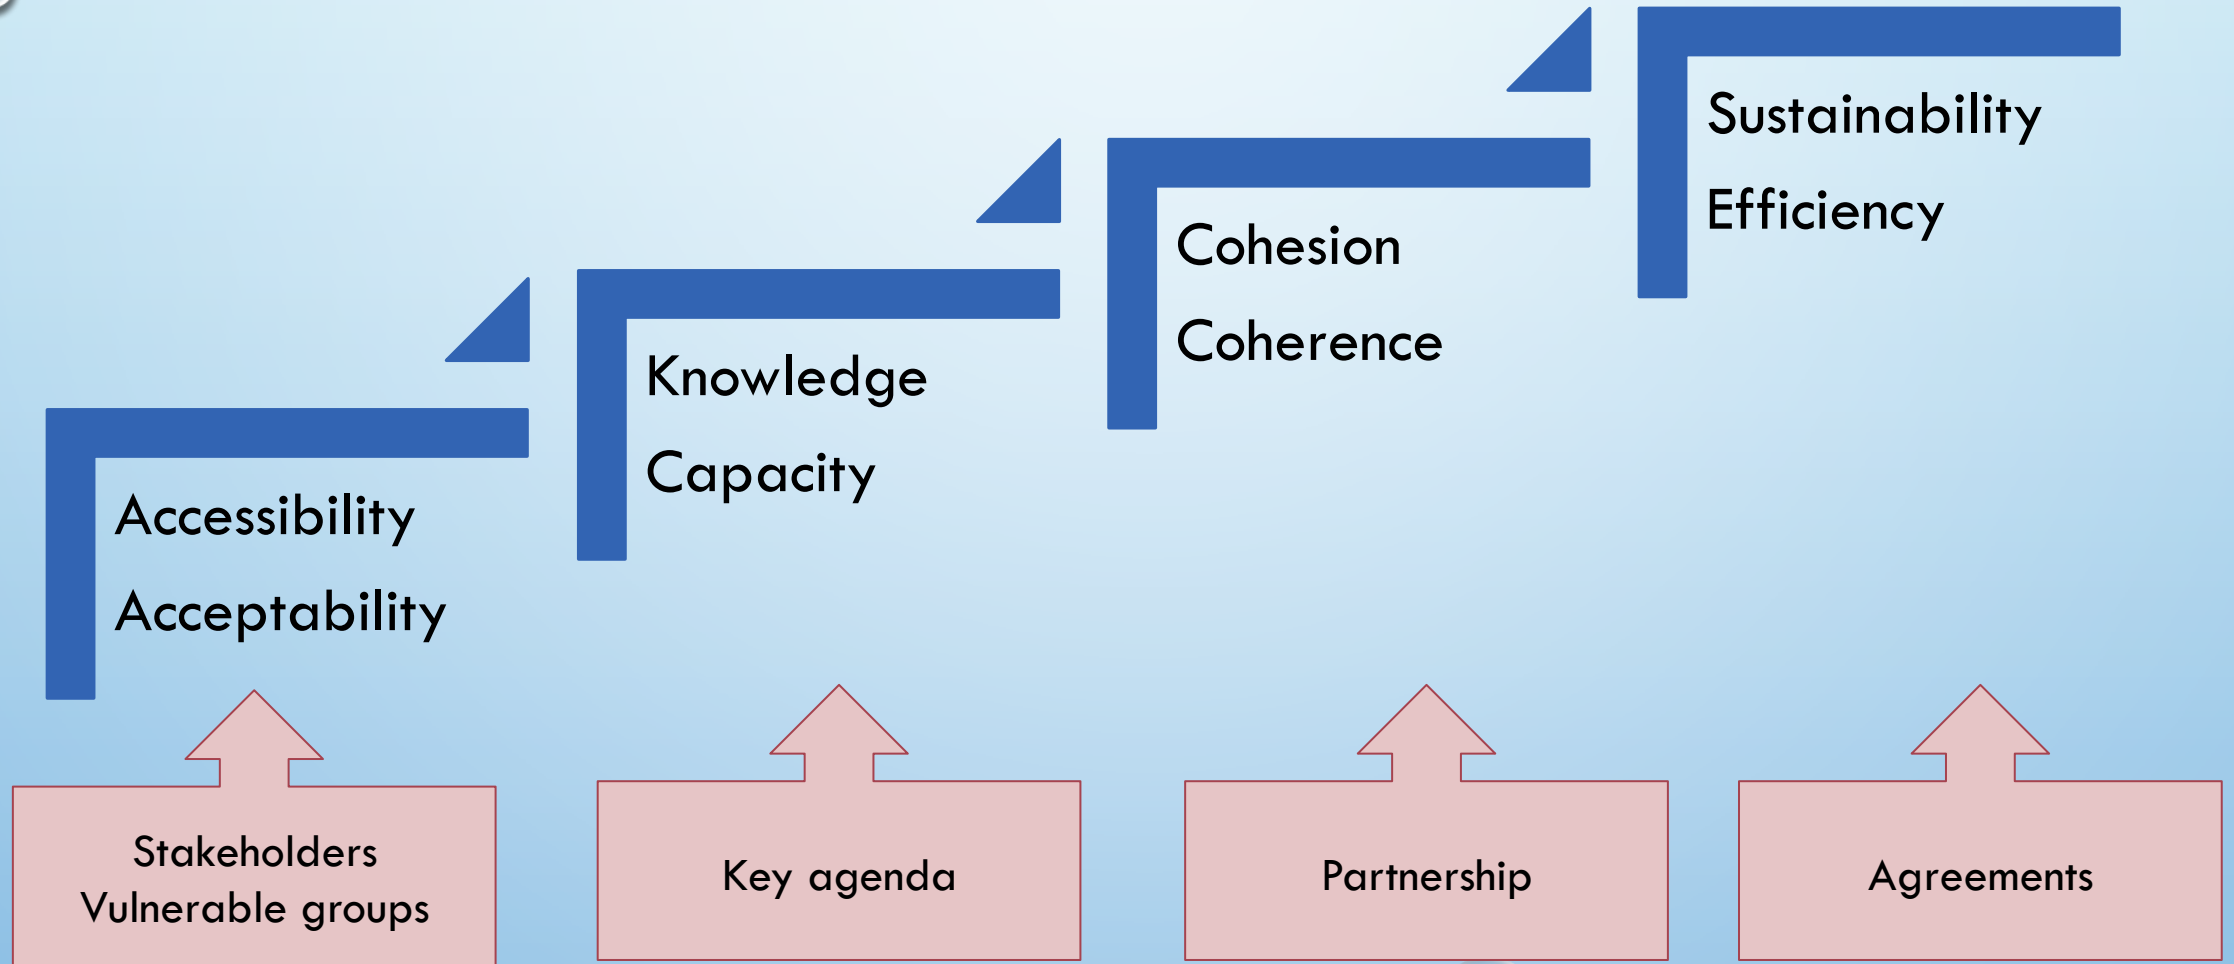 Accessibility
Acceptability
Knowledge
Capacity
Cohesion
Coherence
Sustainability
Efficiency
Stakeholders
Vulnerable groups
Key agenda
Partnership
Agreements